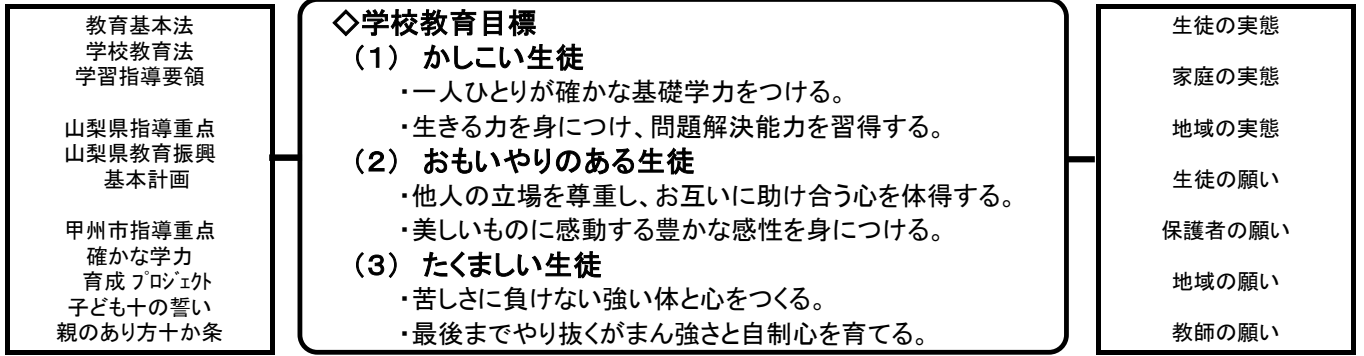 教育基本法
学校教育法
学習指導要領
山梨県指導重点
山梨県教育振興
基本計画
甲州市指導重点
確かな学力
育成 プロジェクト
子ども十の誓い
親のあり方十か条
◇学校教育目標
（１） かしこい生徒
・一人ひとりが確かな基礎学力をつける。
・生きる力を身につけ、問題解決能力を習得する。
（２） おもいやりのある生徒
・他人の立場を尊重し、お互いに助け合う心を体得する。
・美しいものに感動する豊かな感性を身につける。
（３） たくましい生徒
・苦しさに負けない強い体と心をつくる。
・最後までやり抜くがまん強さと自制心を育てる。
生徒の実態
家庭の実態
地域の実態
生徒の願い
保護者の願い
地域の願い
教師の願い